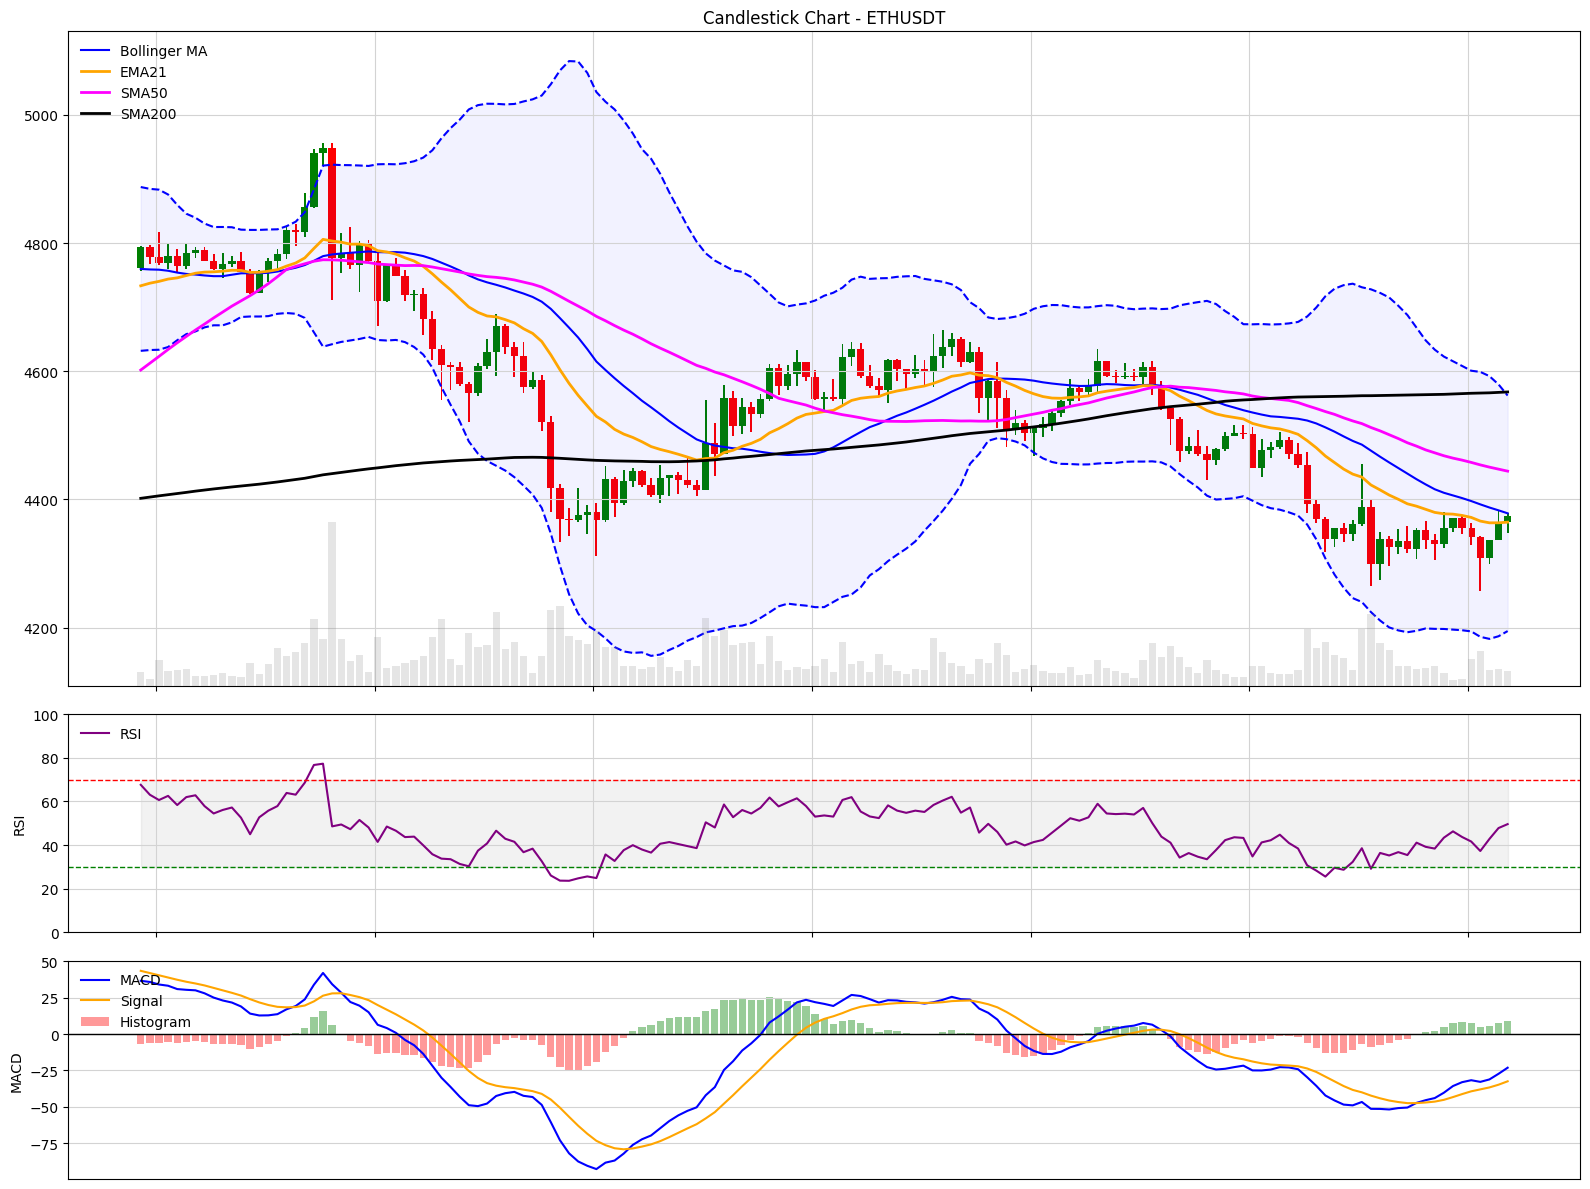 Candlestick Chart - ETHUSDT
Bollinger MA
EMA21
SMA50
SMA200
5000
4800
4600
4400
4200
100
80
60
40
20
0
RSI
RSI
50
25
0
−25
−50
−75
MACD
MACD
Signal
Histogram